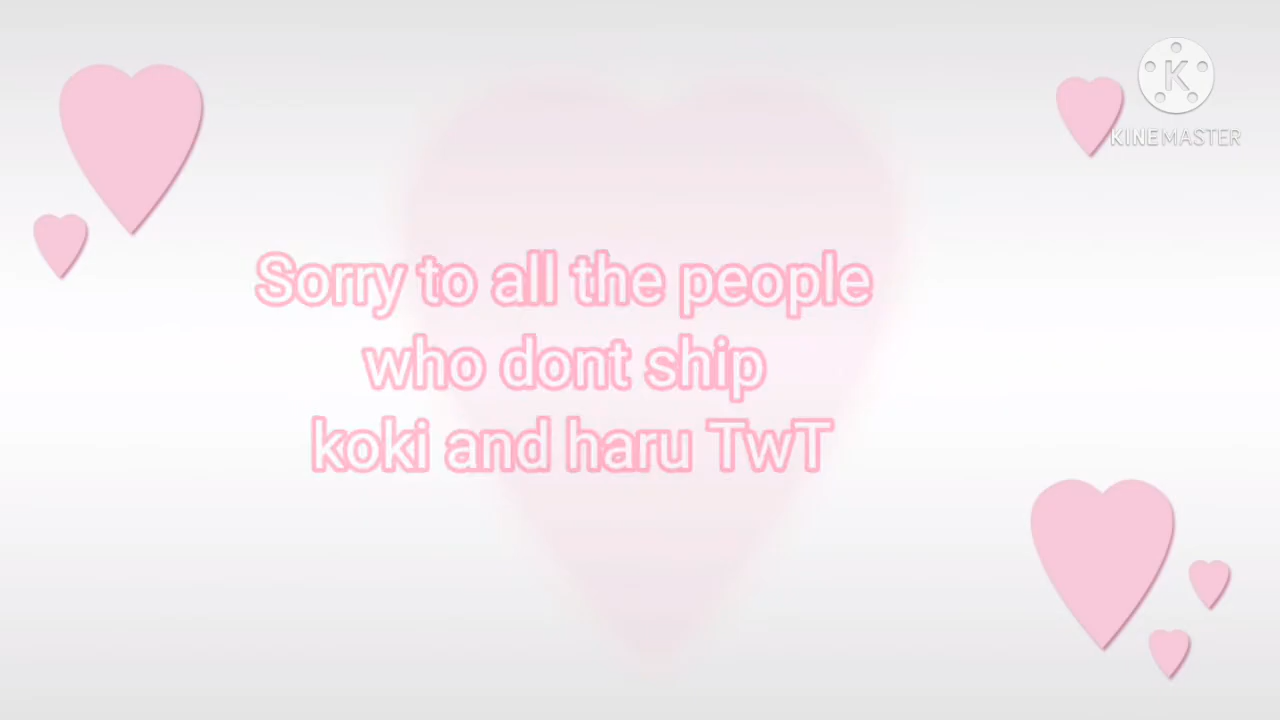 K
KINEMASTER
Sorry to all the people
who dont ship
koki and haru TwT